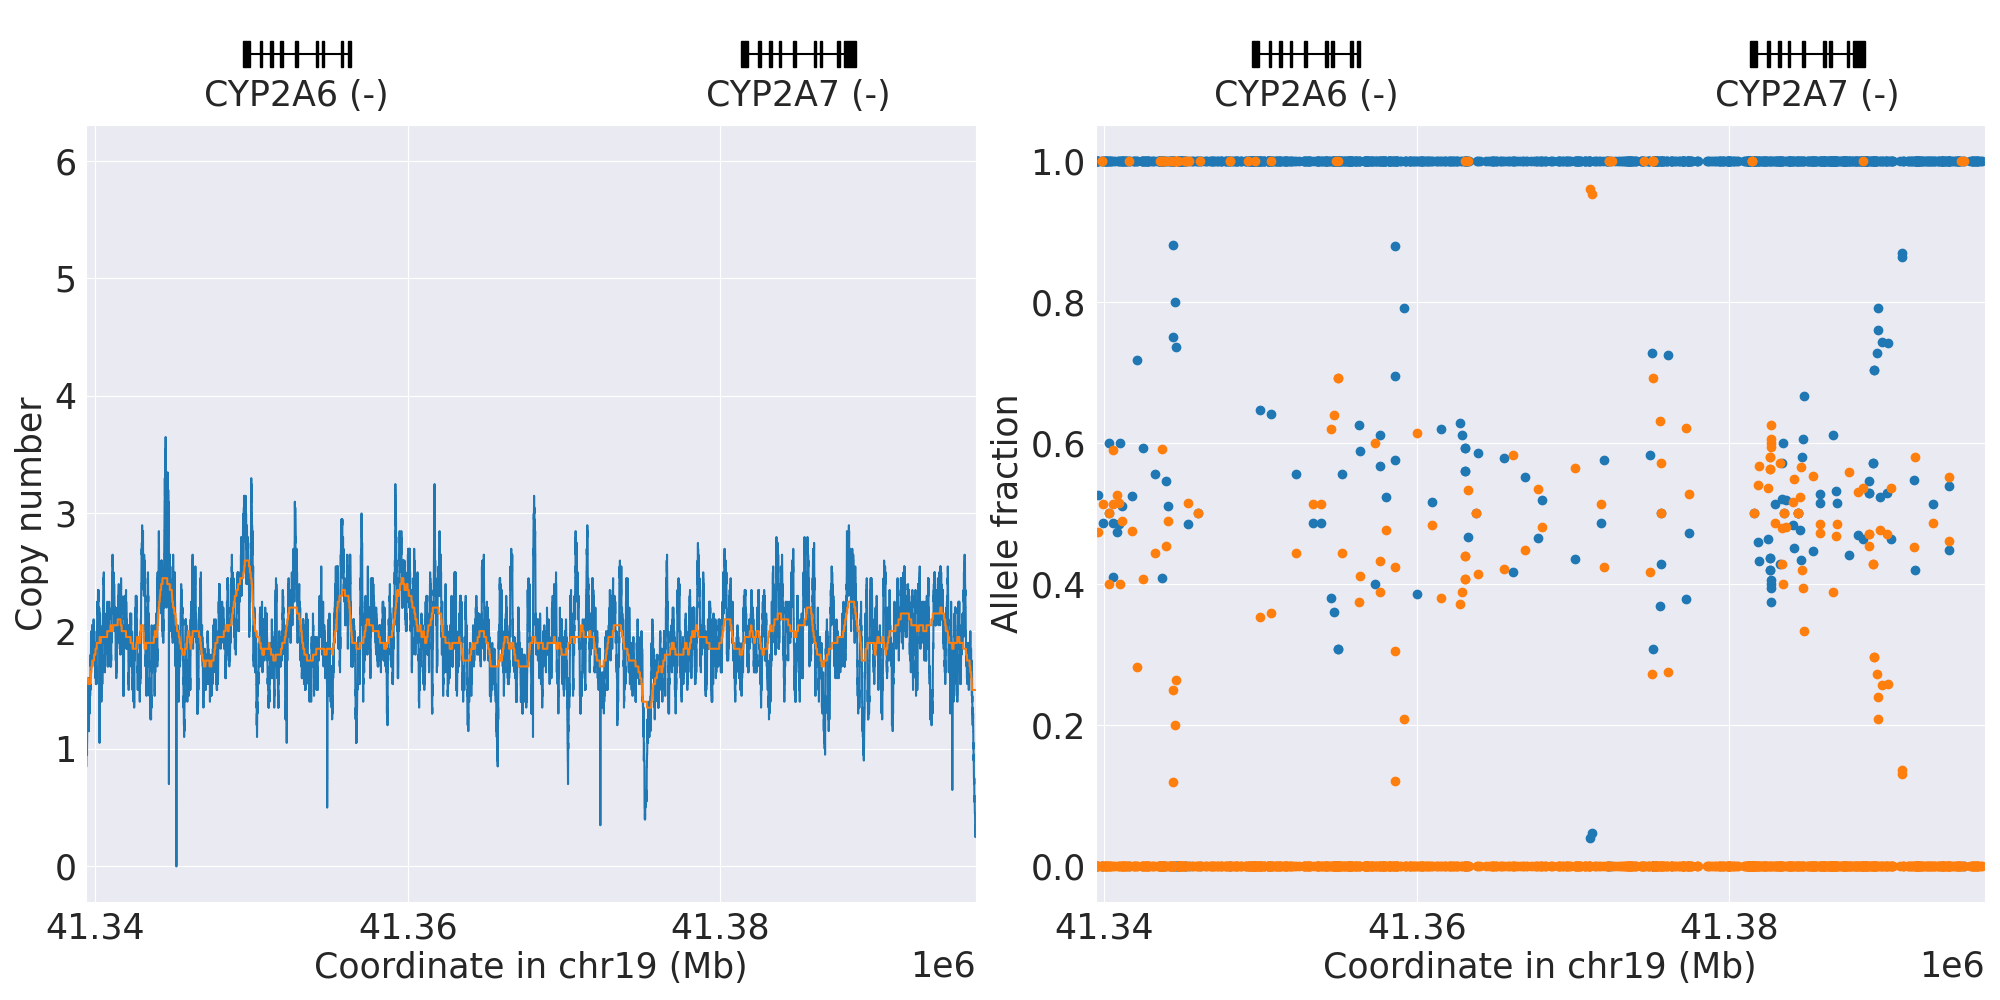 CYP2A6 (-)
CYP2A7 (-)
6
5
4
3
2
1
0
Copy number
41.34
41.36
41.38
Coordinate in chr19 (Mb)
1e6
CYP2A6 (-)
CYP2A7 (-)
1.0
0.8
0.6
0.4
0.2
0.0
Allele fraction
41.34
41.36
41.38
Coordinate in chr19 (Mb)
1e6